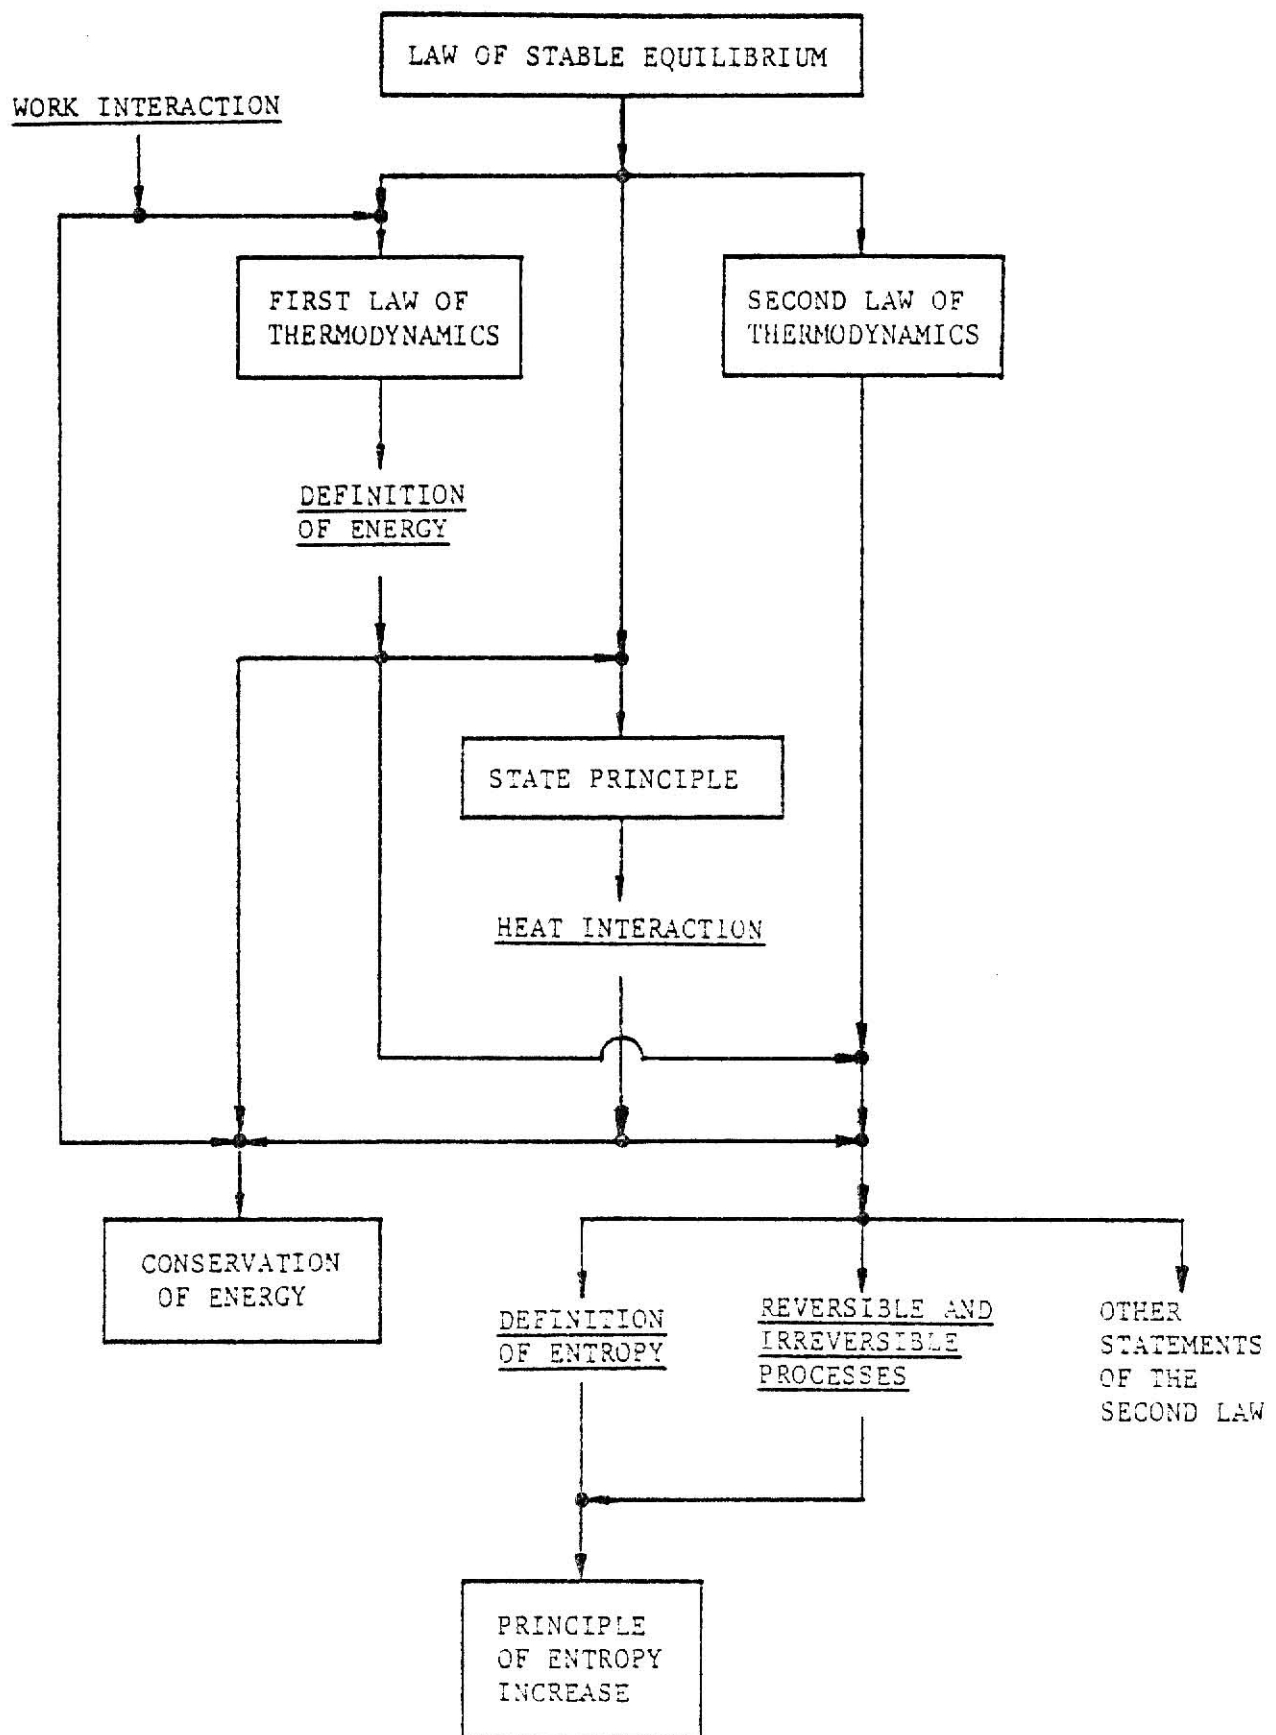 LAW OF STABLE EQUILIBRIUM
WORK INTERACTION
FIRST LAW OF
THERMODYNAMICS
SECOND LAW OF
THERMODYNAMICS
DEFINITION
OF ENERGY
STATE PRINCIPLE
HEAT INTERACTION
CONSERVATION
OF ENERGY
DEFINITION
OF ENTROPY
REVERSIBLE AND
IRREVERSIBLE
PROCESSES
OTHER
STATEMENTS
OF THE
SECOND LAW
PRINCIPLE
OF ENTROPY
INCREASE